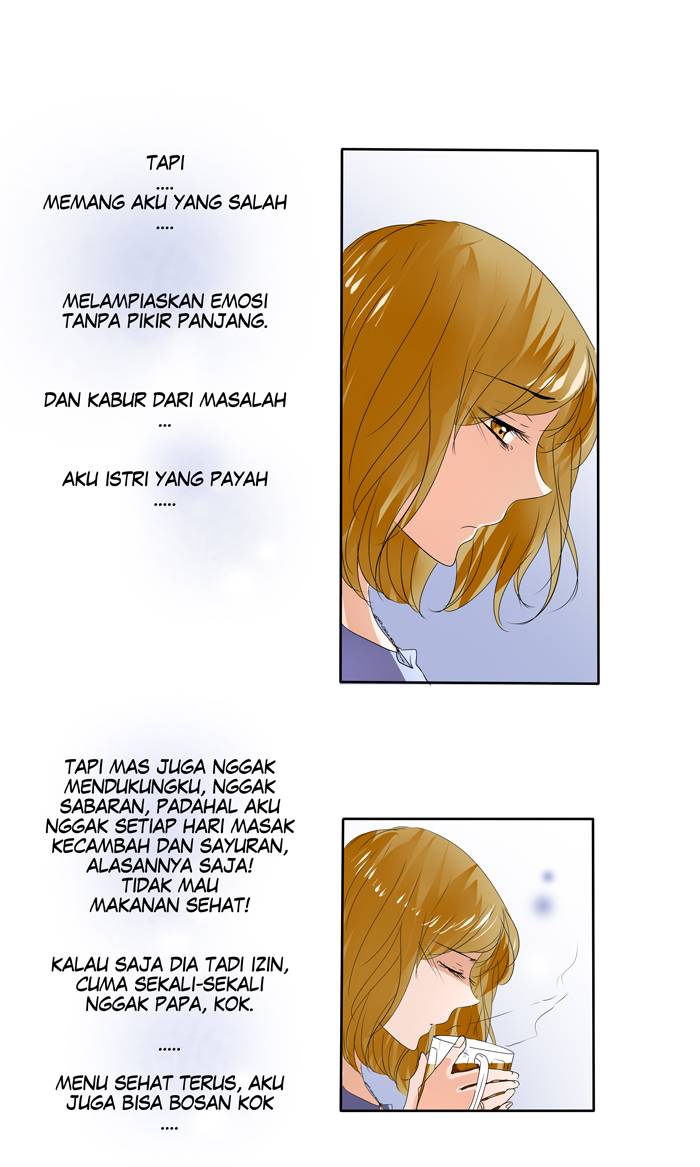 TAPI
....
MEMANG AKU YANG SALAH
....
MELAMPIASKAN EMOSI
TANPA PIKIR PANJANG.
DAN KABUR DARI MASALAH
...
AKU ISTRI YANG PAYAH
.....
TAPI MAS JUGA NGGAK
MENDUKUNGKU, NGGAK
SABARAN, PADAHAL AKU
NGGAK SETIAP HARI MASAK
KECAMBAH DAN SAYURAN,
ALASANNYA SAJA!
TIDAK MAU
MAKANAN SEHAT!
KALAU SAJA DIA TADI IZIN,
CUMA SEKALI-SEKALI
NGGAK PAPA, KOK.
.....
MENU SEHAT TERUS, AKU
JUGA BISA BOSAN KOK
....